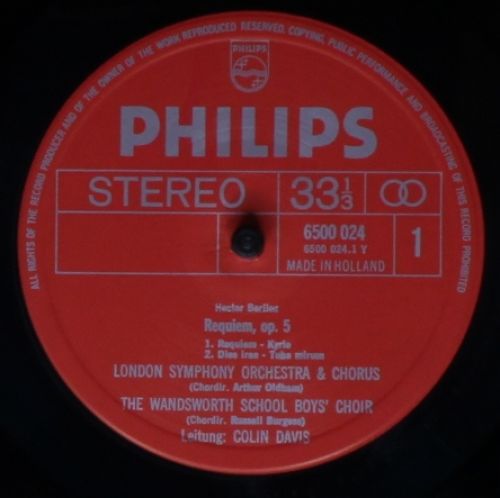 ALL RIGHTS OF THE RECORD PRODUCER AND OF THE OWNER OF THE WORK REPRODUCED RESERVED. COPYING, PUBLIC PERFORMANCE AND BROADCASTING OF THIS RECORD PROHIBITED
PHILIPS
PHILIPS
STEREO 33⅓
6500 024 1
6500 024.1 Y
MADE IN HOLLAND
Hector Berlioz
Requiem, op. 5
1. Requiem - Kyrie
2. Dies irae - Tuba mirum
LONDON SYMPHONY ORCHESTRA & CHORUS
(Chordir. Arthur Oldham)
THE WANDSWORTH SCHOOL BOYS' CHOIR
(Chordir. Russell Burgess)
Leitung: COLIN DAVIS